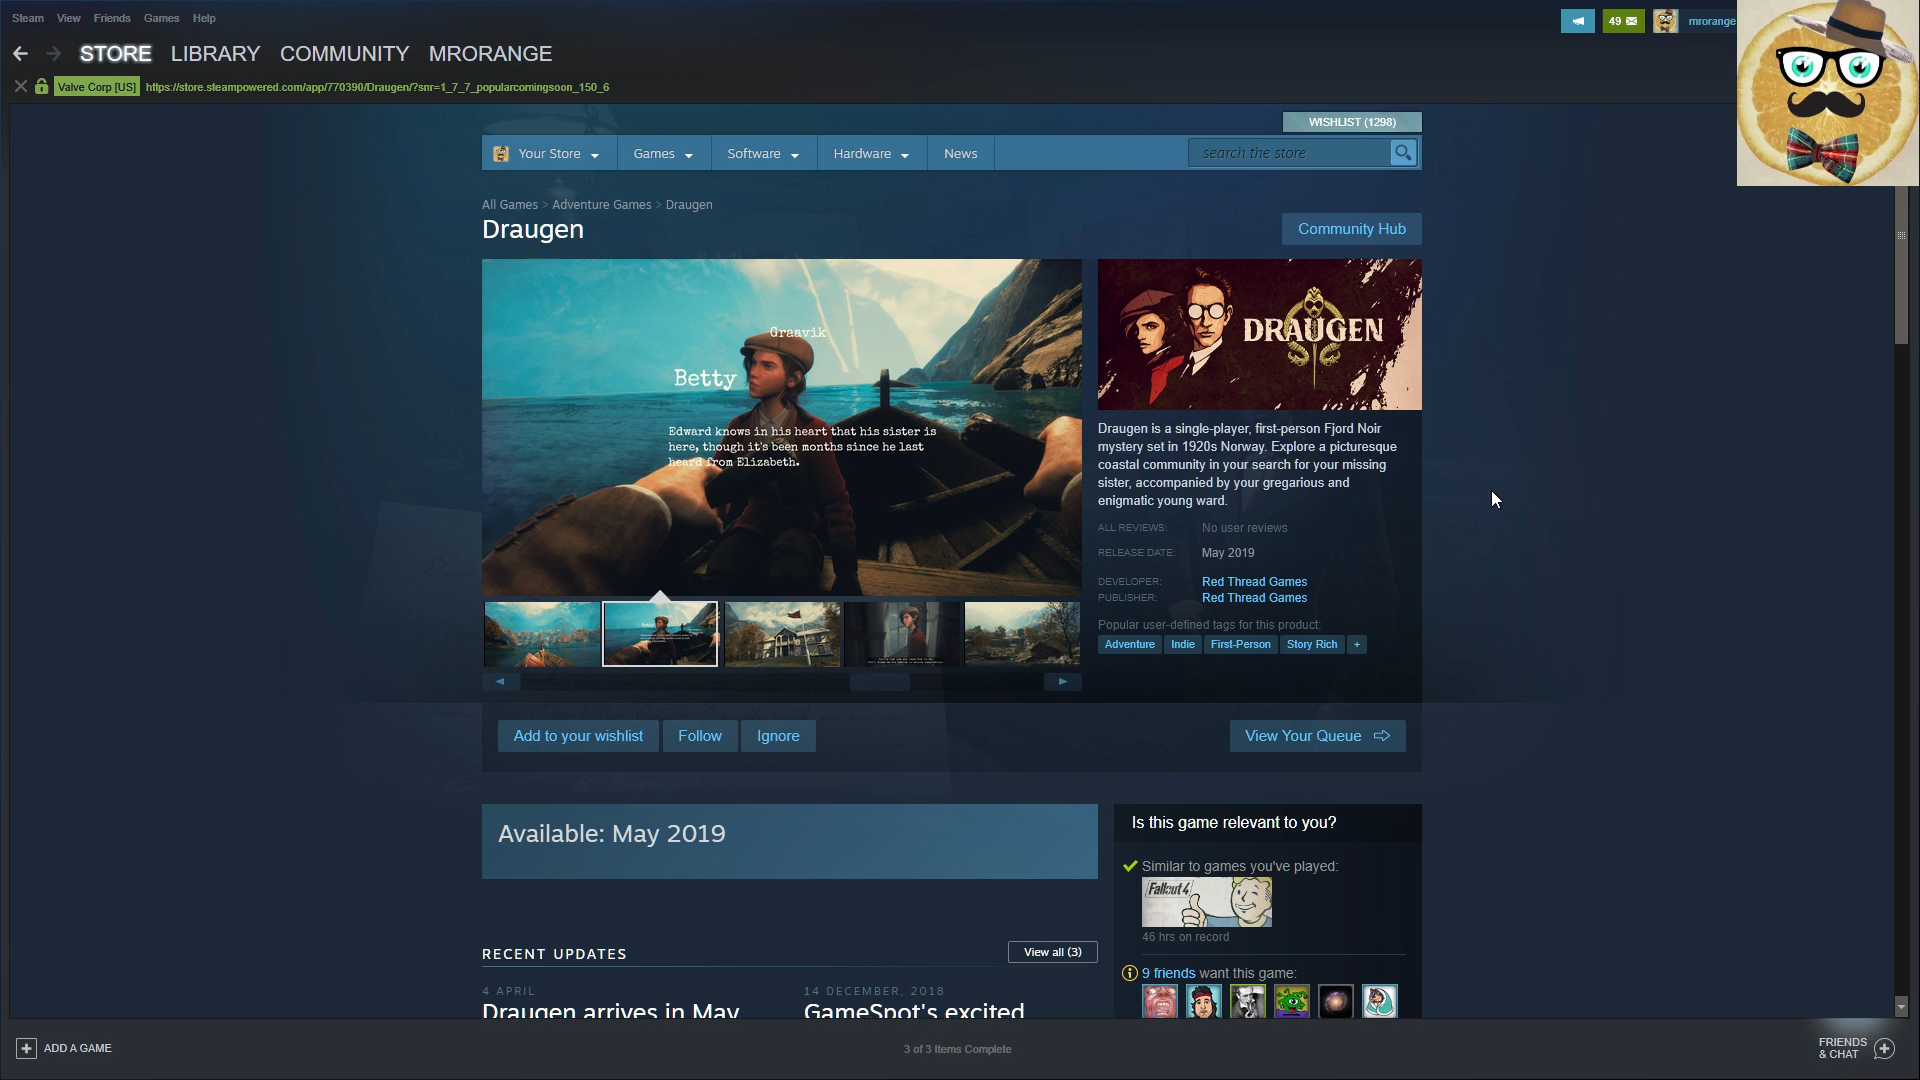 Steam View Friends Games Help
49
mrorange
STORE LIBRARY COMMUNITY MRORANGE
Valve Corp [US] https://store.steampowered.com/app/770390/Draugen/?snr=1_7_7_popularcomingsoon_150_6
WISHLIST (1298)
Your Store Games Software Hardware News
search the store
All Games > Adventure Games > Draugen
Draugen
Community Hub
Graavik
Betty
Edward knows in his heart that his sister is
here, though it's been months since he last
heard from Elizabeth.
DRAUGEN
Draugen is a single-player, first-person Fjord Noir
mystery set in 1920s Norway. Explore a picturesque
coastal community in your search for your missing
sister, accompanied by your gregarious and
enigmatic young ward.
ALL REVIEWS: No user reviews
RELEASE DATE: May 2019
DEVELOPER: Red Thread Games
PUBLISHER: Red Thread Games
Popular user-defined tags for this product:
Adventure Indie First-Person Story Rich +
Add to your wishlist Follow Ignore
View Your Queue
Available: May 2019
Is this game relevant to you?
Similar to games you've played:
Fallout 4
46 hrs on record
RECENT UPDATES
View all (3)
9 friends want this game:
4 APRIL
Draugen arrives in May
14 DECEMBER, 2018
GameSpot's excited
ADD A GAME
3 of 3 Items Complete
FRIENDS
& CHAT